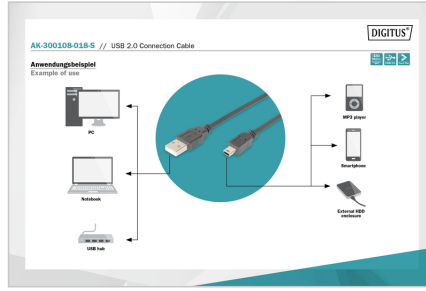 DIGITUS®
AK-300108-018-S // USB 2.0 Connection Cable
Anwendungsbeispiel
Example of use
PC
Notebook
USB hub
MP3 player
Smartphone
External HDD
enclosure